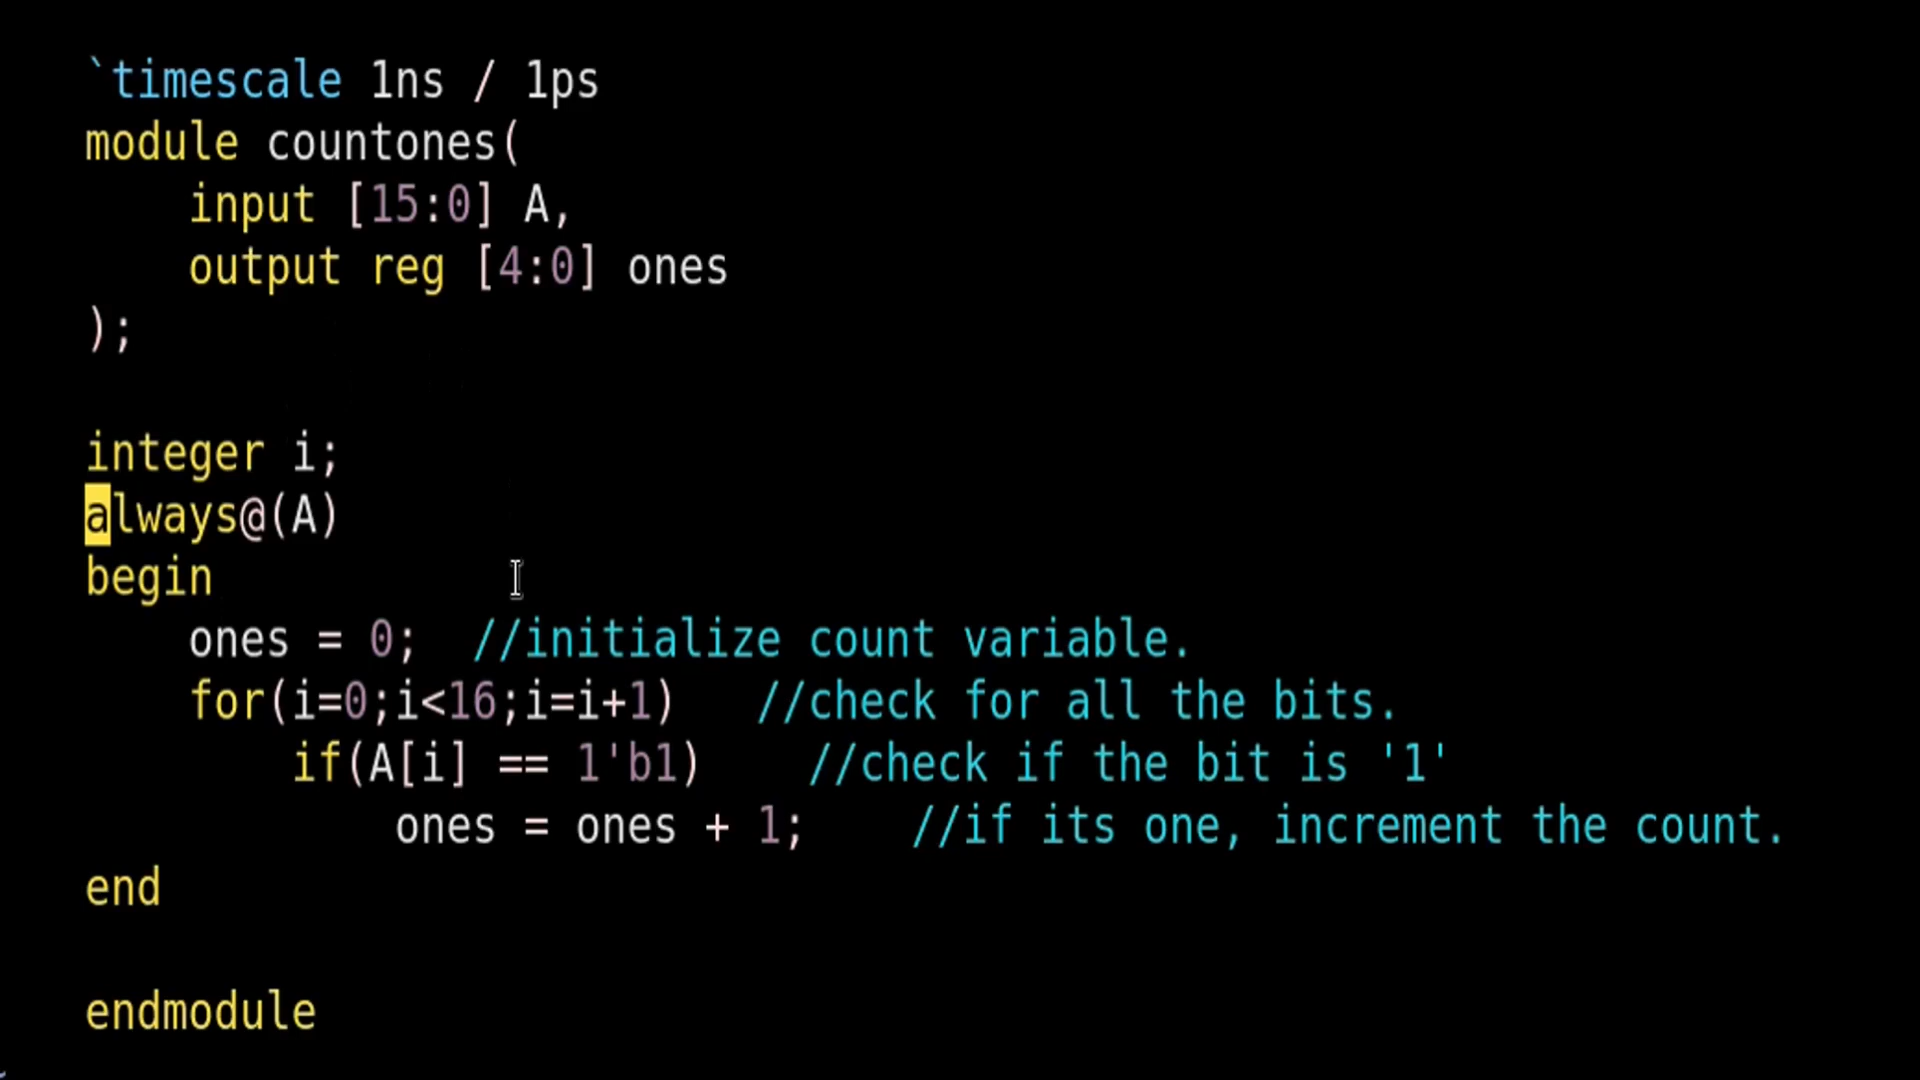 `timescale 1ns / 1ps
module countones(
input [15:0] A,
output reg [4:0] ones
);
integer i;
always@(A)
begin
ones = 0;  //initialize count variable.
for(i=0;i<16;i=i+1)   //check for all the bits.
if(A[i] == 1'b1)    //check if the bit is '1'
ones = ones + 1;    //if its one, increment the count.
end
endmodule